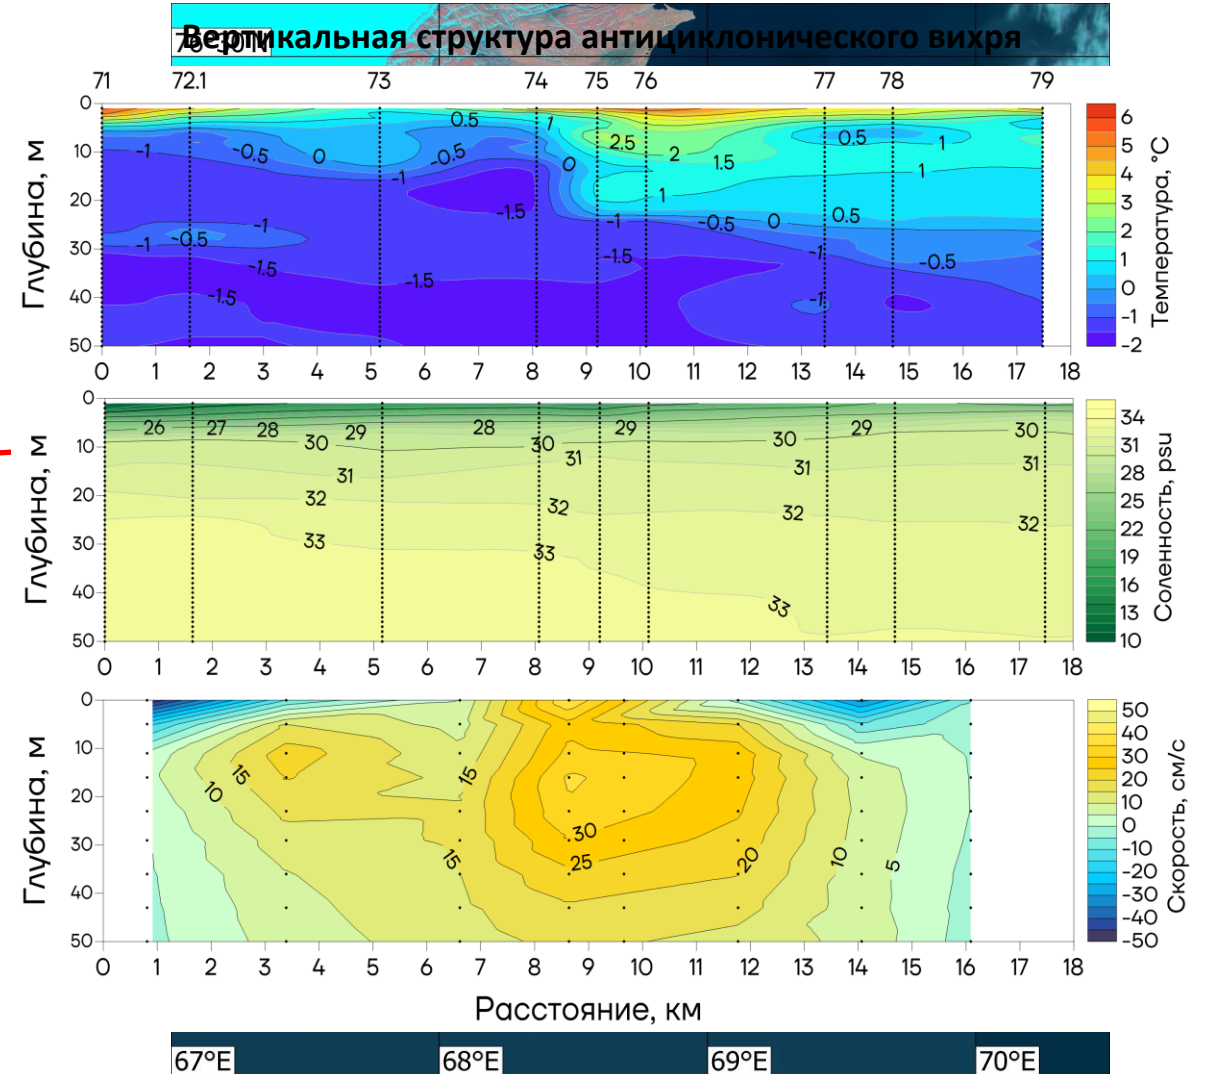 Вертикальная структура антициклонического вихря
71 72.1 73 74 75 76 77 78 79
Глубина, м
0
10
20
30
40
50
0.5 1 2.5 0.5 1
-1 -0.5 0 -0.5 0 2 1.5
-1 1 1
-1.5 -1 -0.5 0 0.5
-1 -0.5 -1
-1 -1.5 -1.5 -1.5 -1 -0.5
-1.5 -1
0 1 2 3 4 5 6 7 8 9 10 11 12 13 14 15 16 17 18
6
5
4
3
2
1
0
-1
-2
Температура, °C
Глубина, м
0
10
20
30
40
50
26 27 28 29 28 29 29
30 30 30 30
31 31 31 31
32 32 32 32
33 33 33
0 1 2 3 4 5 6 7 8 9 10 11 12 13 14 15 16 17 18
34
31
28
25
22
19
16
13
10
Соленность, psu
Глубина, м
0
10
20
30
40
50
10 15 15 15 30 25 20 10 5
0 1 2 3 4 5 6 7 8 9 10 11 12 13 14 15 16 17 18
50
40
30
20
10
0
-10
-20
-30
-40
-50
Скорость, см/с
Расстояние, км
67°E 68°E 69°E 70°E